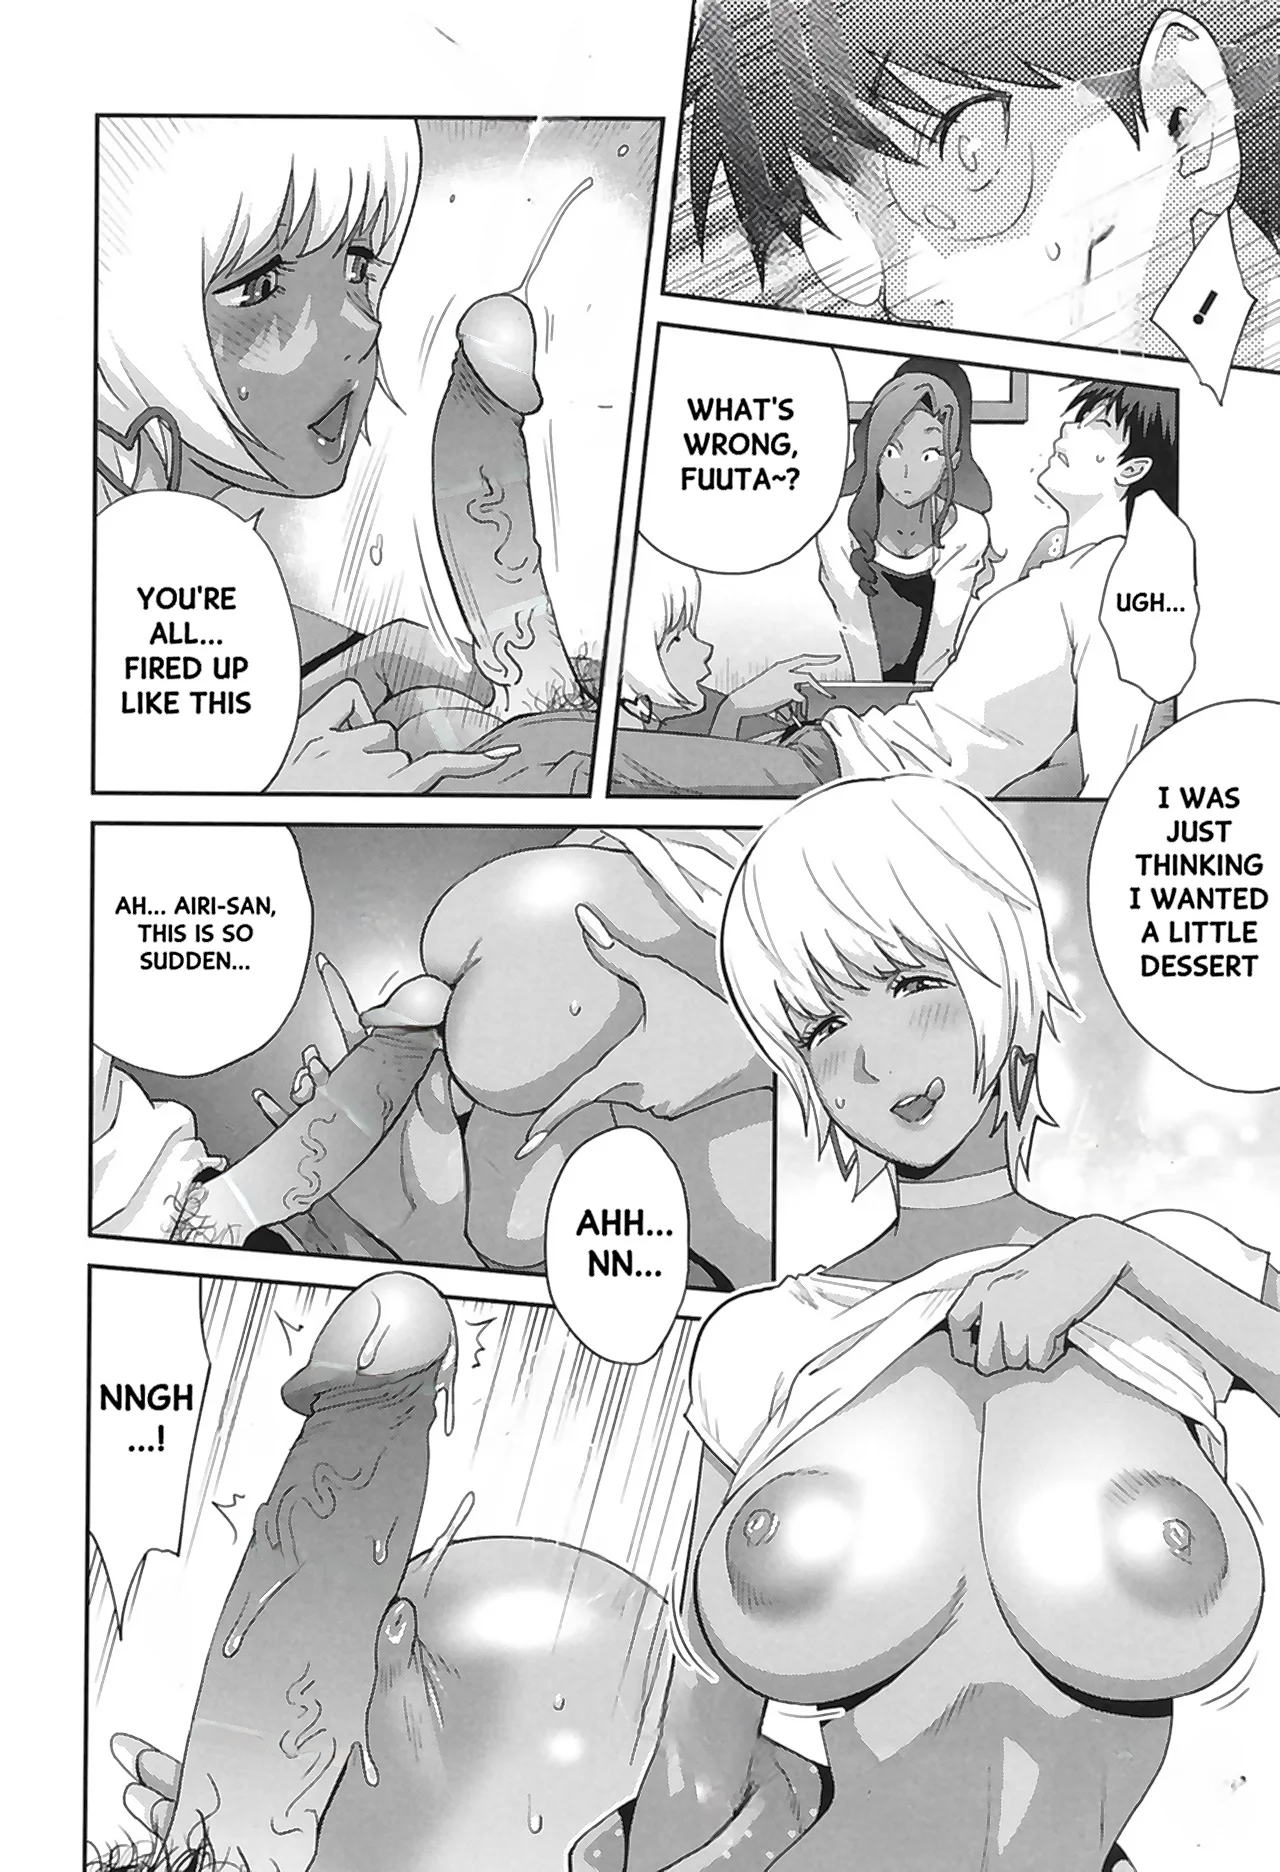 !
WHAT'S
WRONG,
FUUTA~?
UGH...
YOU'RE
ALL...
FIRED UP
LIKE THIS
I WAS
JUST
THINKING
I WANTED
A LITTLE
DESSERT
AH... AIRI-SAN,
THIS IS SO
SUDDEN...
AHH...
NN...
NNGH
...!